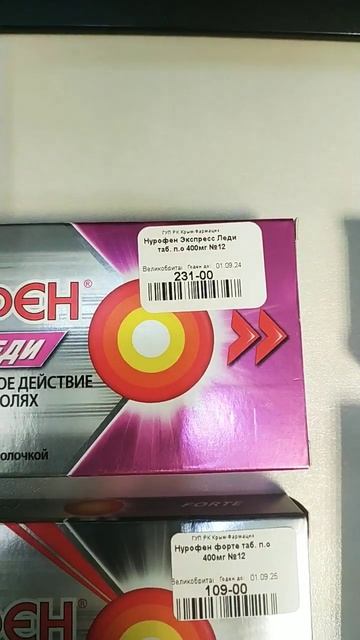 ГУП РК Крым-Фармация
Нурофен Экспресс Леди
таб. п.о 400мг №12
Великобрита Годен до: 01.09.24
231-00
ФЕН®
ЕДИ
ОЕ ДЕЙСТВИЕ
ОЛЯХ
олочкой
FORTE
ГУП РК Крым-Фармация
Нурофен форте таб. п.о
400мг №12
Великобрита Годен до: 01.09.25
109-00
ФЕН®